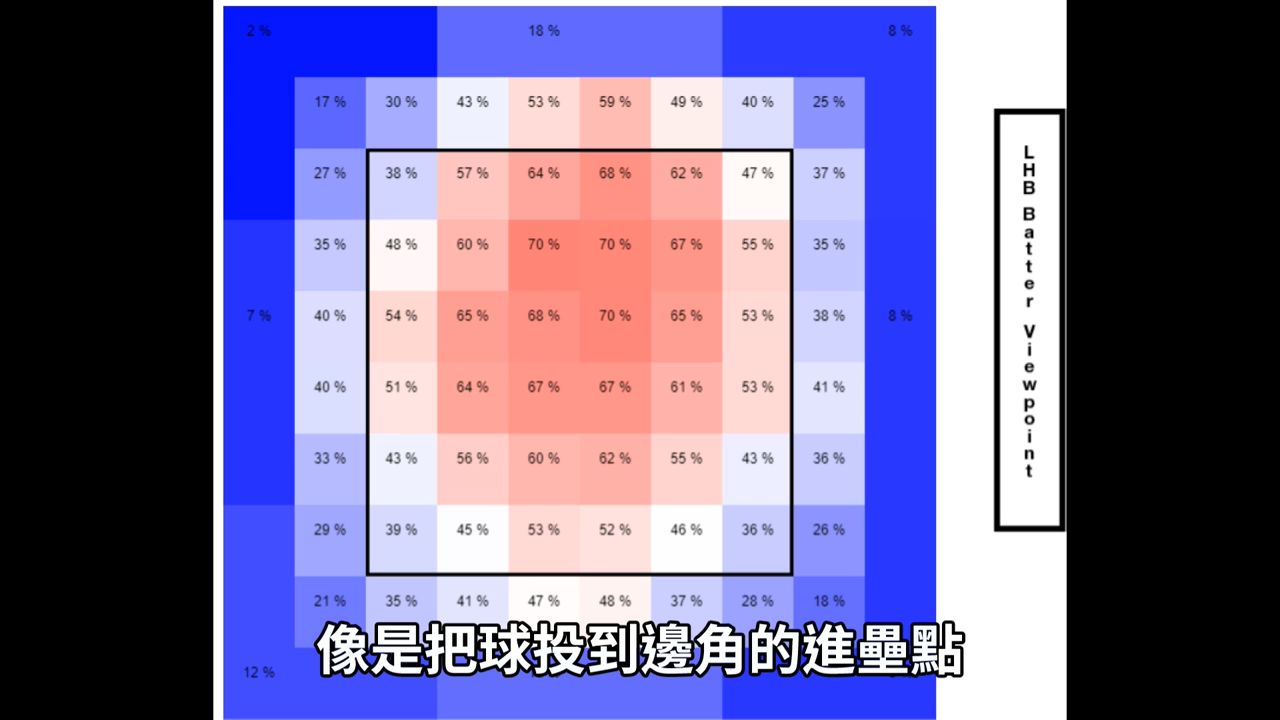 2 % 18 % 8 %
17 % 30 % 43 % 53 % 59 % 49 % 40 % 25 %
27 % 38 % 57 % 64 % 68 % 62 % 47 % 37 %
35 % 48 % 60 % 70 % 70 % 67 % 55 % 35 %
7 % 40 % 54 % 65 % 68 % 70 % 65 % 53 % 38 % 8 %
40 % 51 % 64 % 67 % 67 % 61 % 53 % 41 %
33 % 43 % 56 % 60 % 62 % 55 % 43 % 36 %
29 % 39 % 45 % 53 % 52 % 46 % 36 % 26 %
21 % 35 % 41 % 47 % 48 % 37 % 28 % 18 %
12 %
LHB Batter Viewpoint
像是把球投到邊角的進壘點